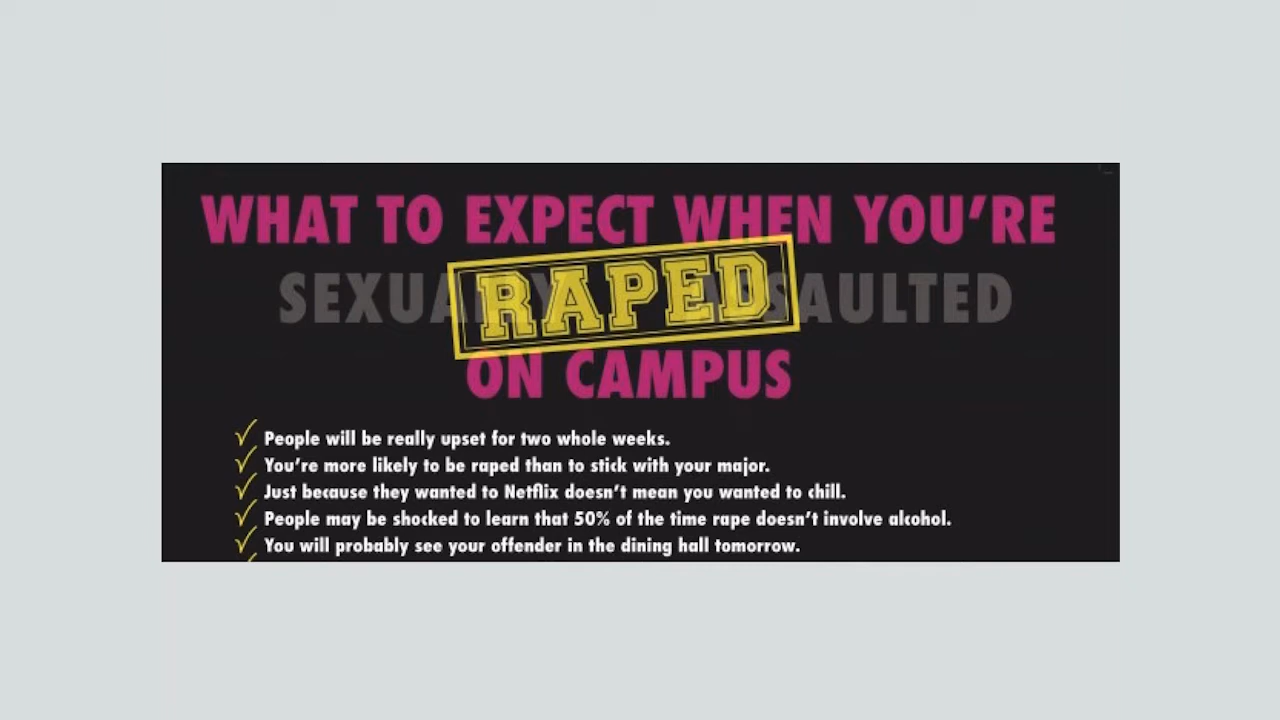 WHAT TO EXPECT WHEN YOU'RE
SEXUALLY ASSAULTED
RAPED
ON CAMPUS
People will be really upset for two whole weeks.
You're more likely to be raped than to stick with your major.
Just because they wanted to Netflix doesn't mean you wanted to chill.
People may be shocked to learn that 50% of the time rape doesn't involve alcohol.
You will probably see your offender in the dining hall tomorrow.